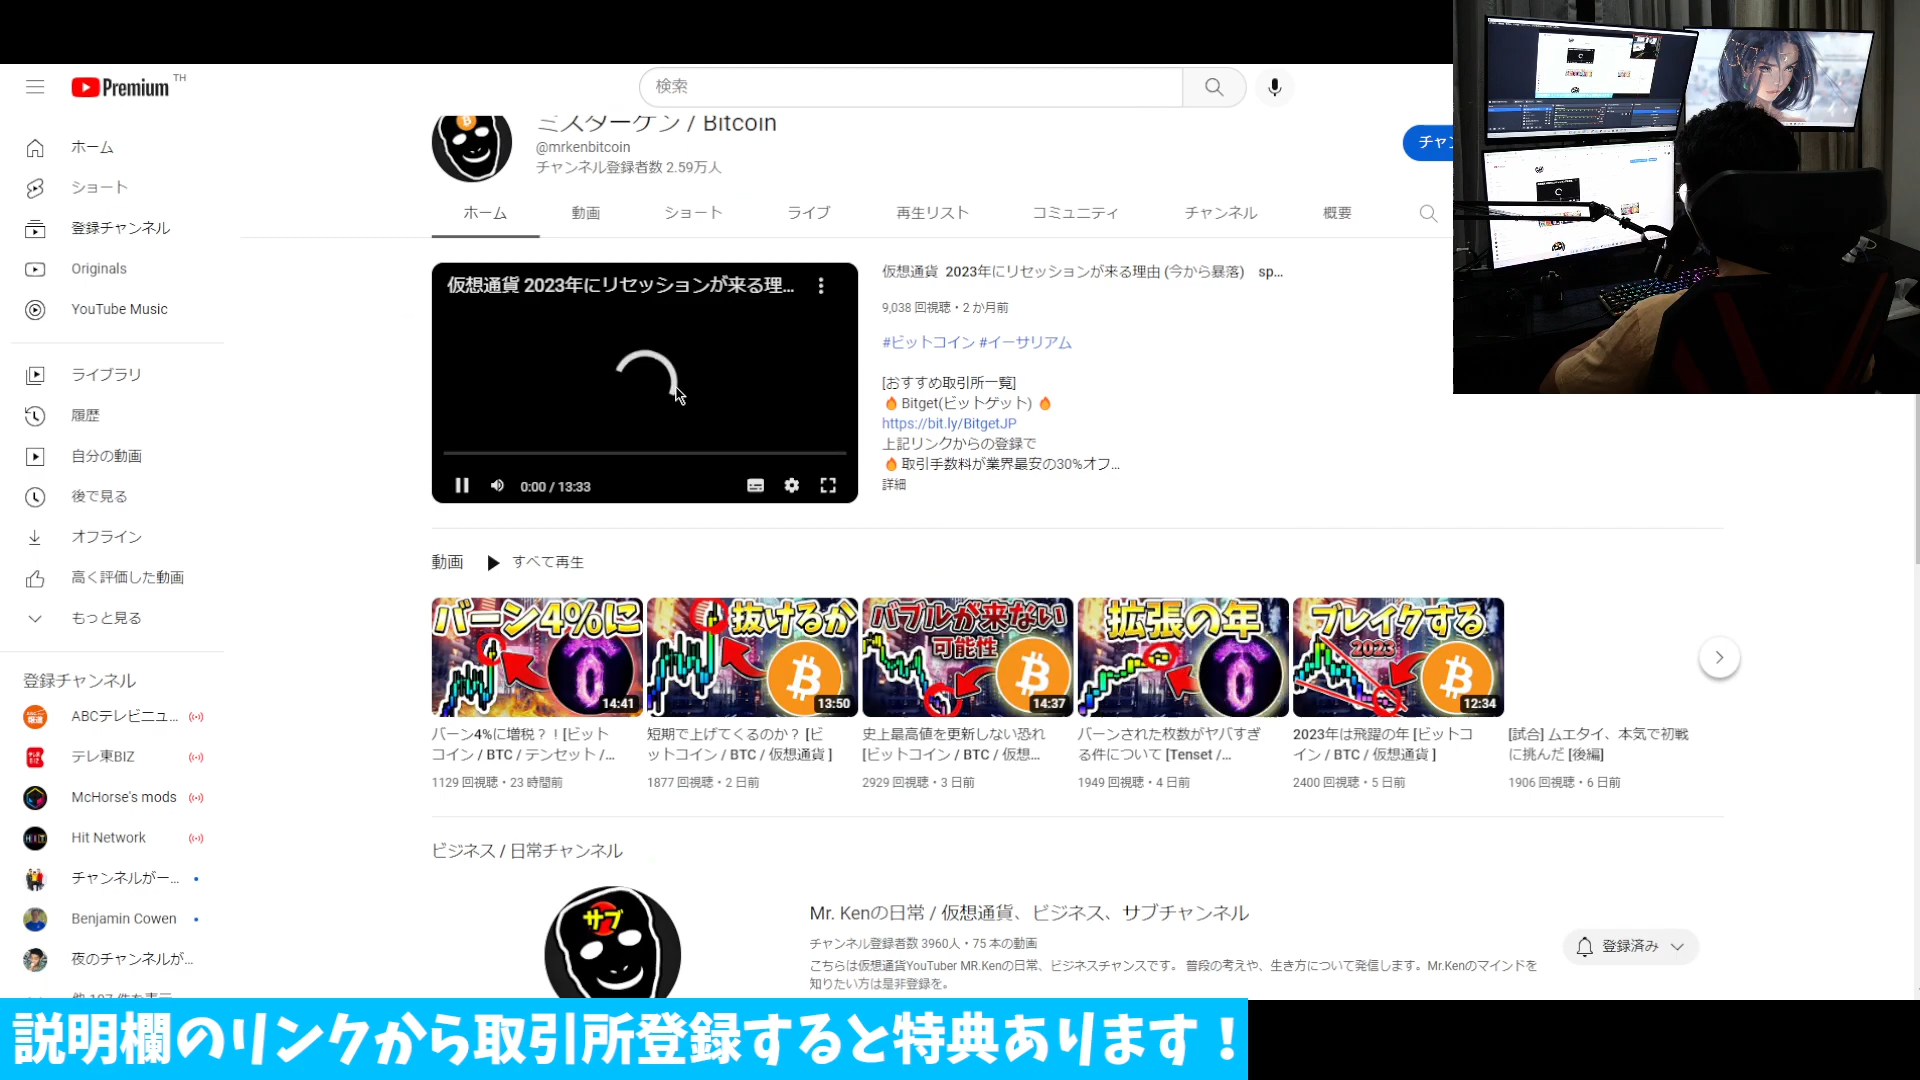 Premium TH
検索
ミスターケン / Bitcoin
@mrkenbitcoin
チャンネル登録者数 2.59万人
チャン
ホーム
動画
ショート
ライブ
再生リスト
コミュニティ
チャンネル
概要
ホーム
ショート
登録チャンネル
Originals
YouTube Music
ライブラリ
履歴
自分の動画
後で見る
オフライン
高く評価した動画
もっと見る
登録チャンネル
ABCテレビニュ...
テレ東BIZ
McHorse's mods
Hit Network
チャンネルがー...
Benjamin Cowen
夜のチャンネルが...
仮想通貨 2023年にリセッションが来る理...
0:00 / 13:33
仮想通貨 2023年にリセッションが来る理由 (今から暴落) sp...
9,038 回視聴・2 か月前
#ビットコイン #イーサリアム
[おすすめ取引所一覧]
🔥 Bitget(ビットゲット) 🔥
https://bit.ly/BitgetJP
上記リンクからの登録で
🔥 取引手数料が業界最安の30%オフ...
詳細
動画
すべて再生
バーン4%に
14:41
バーン4%に増税？！[ビット
コイン / BTC / テンセット /...
1129 回視聴・23 時間前
抜けるか
13:50
短期で上げてくるのか？ [ビ
ットコイン / BTC / 仮想通貨 ]
1877 回視聴・2 日前
バブルが来ない
可能性
14:37
史上最高値を更新しない恐れ
[ビットコイン / BTC / 仮想...
2929 回視聴・3 日前
拡張の年
バーンされた枚数がヤバすぎ
る件について [Tenset /...
1949 回視聴・4 日前
ブレイクする
2023
12:34
2023年は飛躍の年 [ビットコ
イン / BTC / 仮想通貨 ]
2400 回視聴・5 日前
[試合] ムエタイ、本気で初戦
に挑んだ [後編]
1906 回視聴・6 日前
ビジネス / 日常チャンネル
サブ
Mr. Kenの日常 / 仮想通貨、ビジネス、サブチャンネル
チャンネル登録者数 3960人・75 本の動画
こちらは仮想通貨YouTuber MR.Kenの日常、ビジネスチャンスです。 普段の考えや、生き方について発信します。Mr.Kenのマインドを
知りたい方は是非登録を。
登録済み
説明欄のリンクから取引所登録すると特典あります！